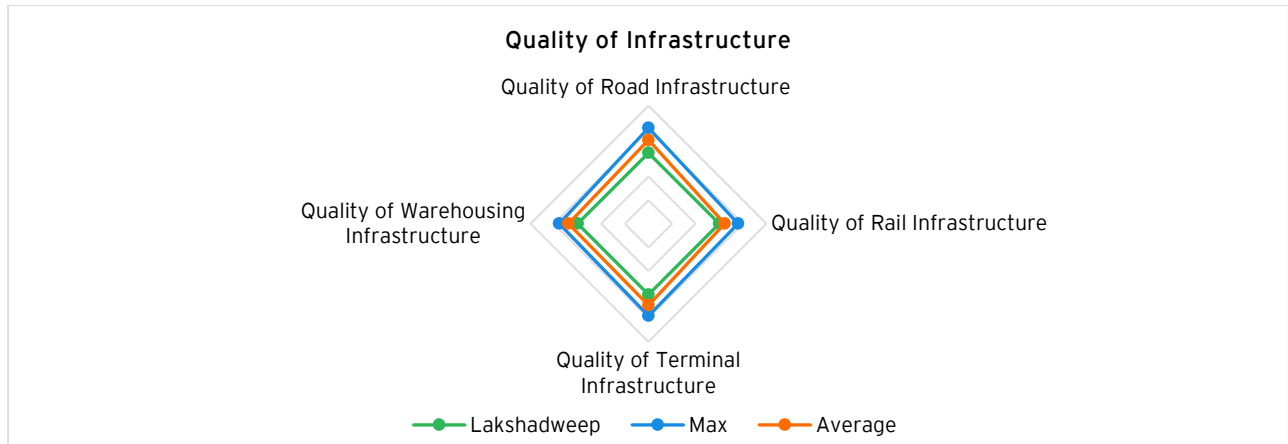 Quality of Infrastructure
Quality of Road Infrastructure
Quality of Warehousing
Infrastructure
Quality of Rail Infrastructure
Quality of Terminal
Infrastructure
Lakshadweep Max Average